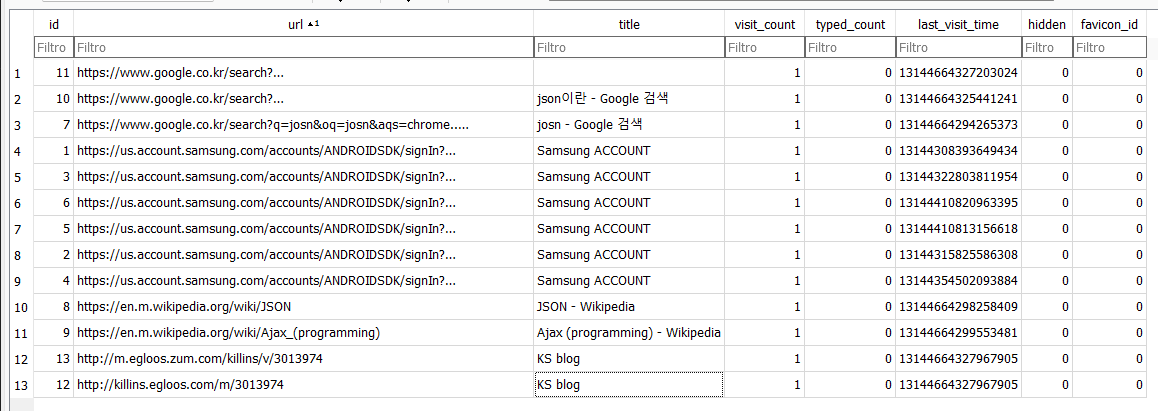 id url ▲1 title visit_count typed_count last_visit_time hidden favicon_id
Filtro Filtro Filtro Filtro Filtro Filtro Filtro Filtro
1 11 https://www.google.co.kr/search?... 1 0 13144664327203024 0 0
2 10 https://www.google.co.kr/search?... json이란 - Google 검색 1 0 13144664325441241 0 0
3 7 https://www.google.co.kr/search?q=josn&oq=josn&aqs=chrome..... josn - Google 검색 1 0 13144664294265373 0 0
4 1 https://us.account.samsung.com/accounts/ANDROIDSDK/signIn?... Samsung ACCOUNT 1 0 13144308393649434 0 0
5 3 https://us.account.samsung.com/accounts/ANDROIDSDK/signIn?... Samsung ACCOUNT 1 0 13144322803811954 0 0
6 6 https://us.account.samsung.com/accounts/ANDROIDSDK/signIn?... Samsung ACCOUNT 1 0 13144410820963395 0 0
7 5 https://us.account.samsung.com/accounts/ANDROIDSDK/signIn?... Samsung ACCOUNT 1 0 13144410813156618 0 0
8 2 https://us.account.samsung.com/accounts/ANDROIDSDK/signIn?... Samsung ACCOUNT 1 0 13144315825586308 0 0
9 4 https://us.account.samsung.com/accounts/ANDROIDSDK/signIn?... Samsung ACCOUNT 1 0 13144354502093884 0 0
10 8 https://en.m.wikipedia.org/wiki/JSON JSON - Wikipedia 1 0 13144664298258409 0 0
11 9 https://en.m.wikipedia.org/wiki/Ajax_(programming) Ajax (programming) - Wikipedia 1 0 13144664299553481 0 0
12 13 http://m.egloos.zum.com/killins/v/3013974 KS blog 1 0 13144664327967905 0 0
13 12 http://killins.egloos.com/m/3013974 KS blog 1 0 13144664327967905 0 0